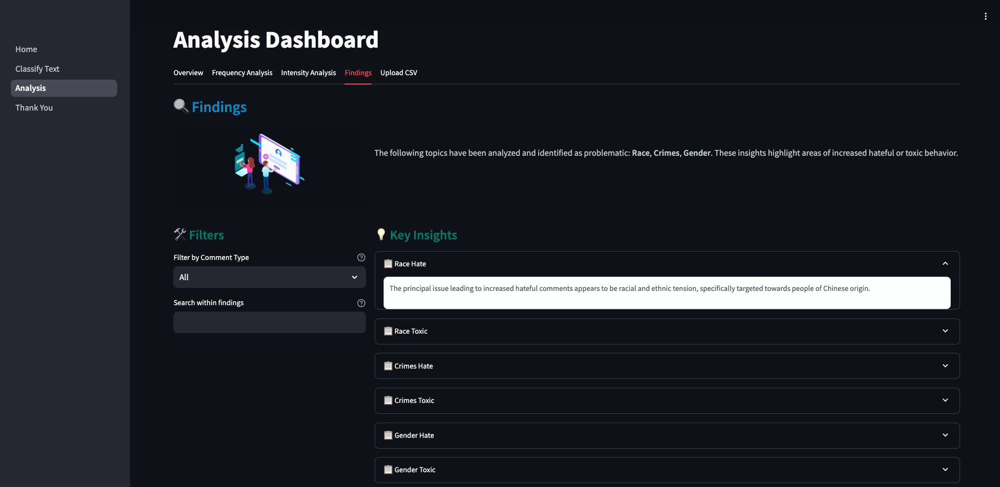 Home
Classify Text
Analysis
Thank You
Analysis Dashboard
Overview Frequency Analysis Intensity Analysis Findings Upload CSV
Findings
The following topics have been analyzed and identified as problematic: Race, Crimes, Gender. These insights highlight areas of increased hateful or toxic behavior.
Filters
Filter by Comment Type
All
Search within findings
Key Insights
Race Hate
The principal issue leading to increased hateful comments appears to be racial and ethnic tension, specifically targeted towards people of Chinese origin.
Race Toxic
Crimes Hate
Crimes Toxic
Gender Hate
Gender Toxic